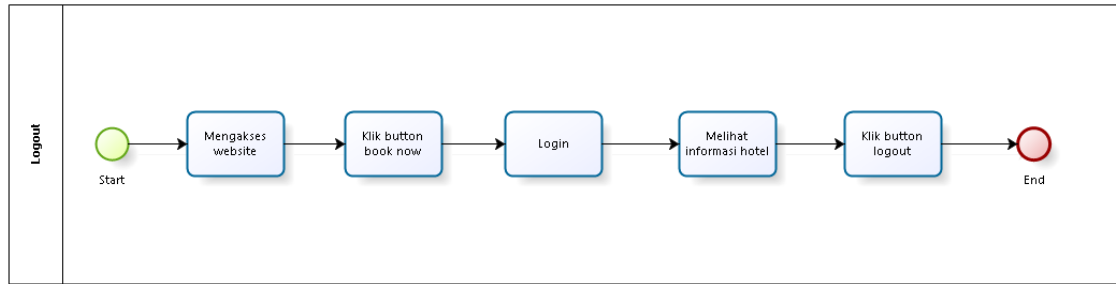 Logout
Start
Mengakses
website
Klik button
book now
Login
Melihat
informasi hotel
Klik button
logout
End